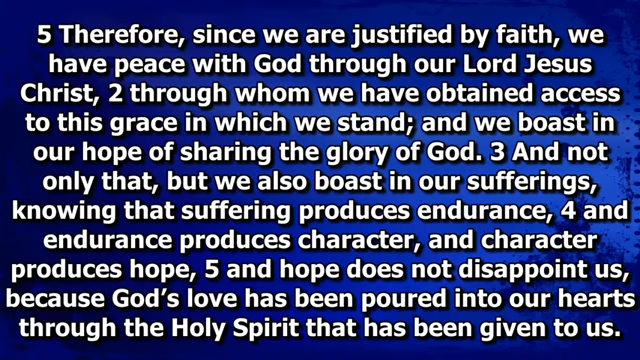 5 Therefore, since we are justified by faith, we
have peace with God through our Lord Jesus
Christ, 2 through whom we have obtained access
to this grace in which we stand; and we boast in
our hope of sharing the glory of God. 3 And not
only that, but we also boast in our sufferings,
knowing that suffering produces endurance, 4 and
endurance produces character, and character
produces hope, 5 and hope does not disappoint us,
because God’s love has been poured into our hearts
through the Holy Spirit that has been given to us.